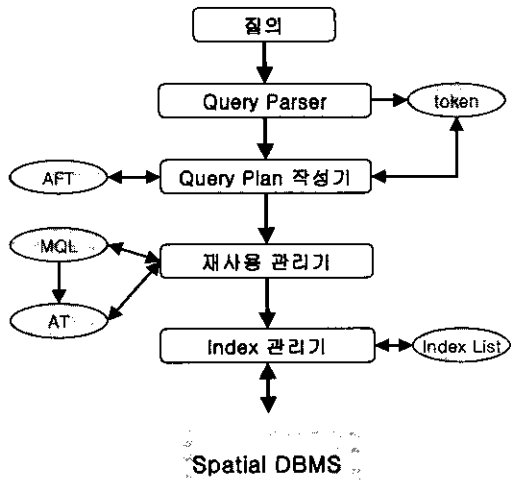 질의
Query Parser
token
AFT
Query Plan 작성기
MQL
재사용 관리기
AT
Index 관리기
Index List
Spatial DBMS